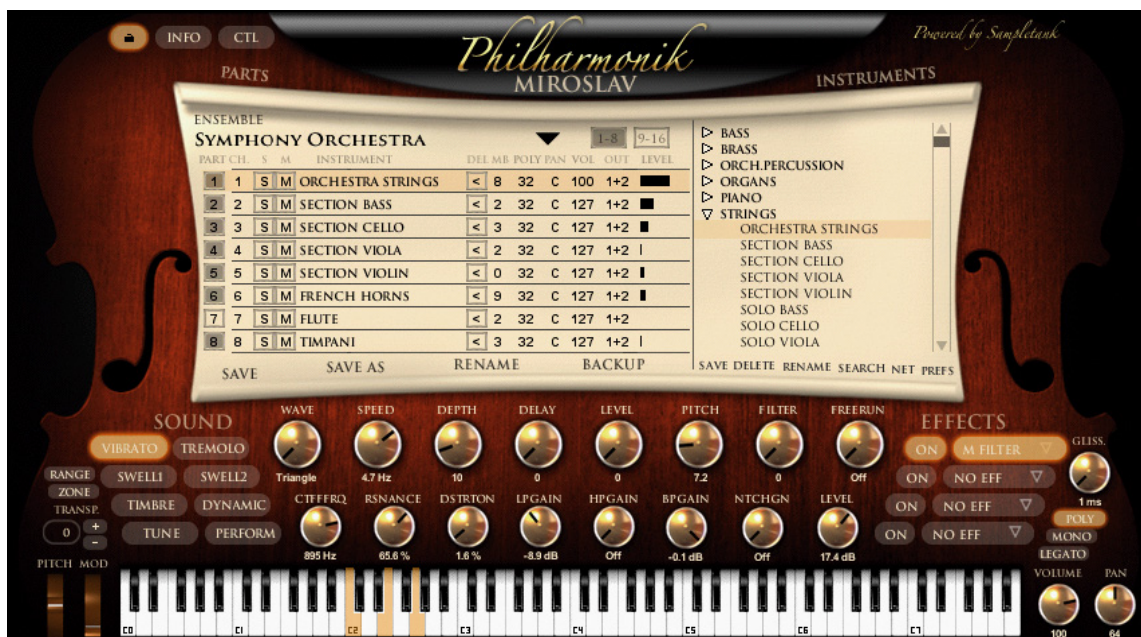 INFO CTL
Philharmonik
MIROSLAV
Powered by Sampletank
PARTS
INSTRUMENTS
ENSEMBLE
SYMPHONY ORCHESTRA 1-8 9-16
PART CH. S M INSTRUMENT DEL MB POLY PAN VOL OUT LEVEL
1 1 S M ORCHESTRA STRINGS < 8 32 C 100 1+2
2 2 S M SECTION BASS < 2 32 C 127 1+2
3 3 S M SECTION CELLO < 3 32 C 127 1+2
4 4 S M SECTION VIOLA < 2 32 C 127 1+2
5 5 S M SECTION VIOLIN < 0 32 C 127 1+2
6 6 S M FRENCH HORNS < 9 32 C 127 1+2
7 7 S M FLUTE < 2 32 C 127 1+2
8 8 S M TIMPANI < 3 32 C 127 1+2
SAVE SAVE AS RENAME BACKUP
BASS
BRASS
ORCH.PERCUSSION
ORGANS
PIANO
STRINGS
ORCHESTRA STRINGS
SECTION BASS
SECTION CELLO
SECTION VIOLA
SECTION VIOLIN
SOLO BASS
SOLO CELLO
SOLO VIOLA
SAVE DELETE RENAME SEARCH NET PREFS
SOUND
VIBRATO TREMOLO
RANGE SWELL1 SWELL2
ZONE
TRANSP. TIMBRE DYNAMIC
0 + -
TUNE PERFORM
WAVE SPEED DEPTH DELAY LEVEL PITCH FILTER FREERUN
Triangle 4.7 Hz 10 0 0 7.2 0 Off
CTFFFRQ RSNANCE DSTRTON LPGAIN HPGAIN BPGAIN NTCHGN LEVEL
895 Hz 65.6 % 1.6 % -8.9 dB Off -0.1 dB Off 17.4 dB
EFFECTS
ON M FILTER
ON NO EFF
ON NO EFF
ON NO EFF
GLISS.
1 ms
POLY
MONO
LEGATO
PITCH MOD
VOLUME PAN
100 64
C0 C1 C2 C3 C4 C5 C6 C7